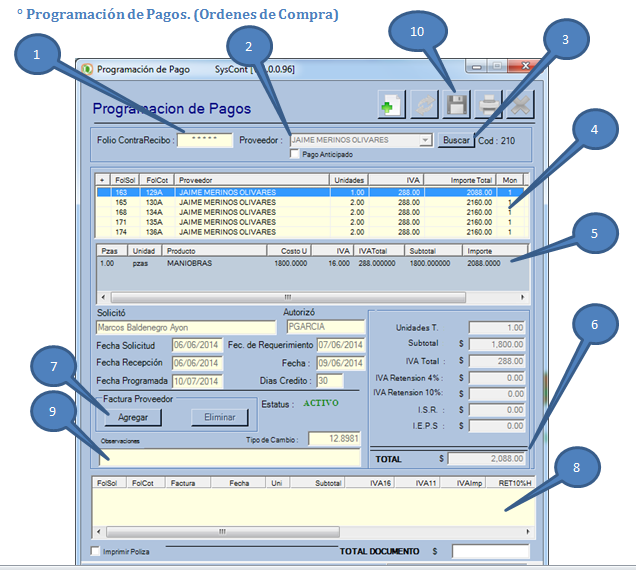 ° Programación de Pagos. (Ordenes de Compra)
1
2
10
3
Programación de Pago SysCont [
.0.0.96]
Programacion de Pagos
Folio ContraRecibo : * * * * * Proveedor : JAIME MERINOS OLIVARES Buscar Cod : 210
Pago Anticipado
4
+ FolSol FolCot Proveedor Unidades IVA Importe Total Mon
163 129A JAIME MERINOS OLIVARES 1.00 288.00 2088.00 1
165 130A JAIME MERINOS OLIVARES 2.00 288.00 2160.00 1
168 134A JAIME MERINOS OLIVARES 2.00 288.00 2160.00 1
171 135A JAIME MERINOS OLIVARES 2.00 288.00 2160.00 1
174 136A JAIME MERINOS OLIVARES 2.00 288.00 2160.00 1
5
Pzas Unidad Producto Costo U IVA IVATotal Subtotal Importe
1.00 pzas MANIOBRAS 1800.0000 16.000 288.000000 1800.000000 2088.0000
Solicitó Autorizó
Marcos Baldenegro Ayon PGARCIA
Fecha Solicitud 06/06/2014 Fec. de Requerimiento 07/06/2014
Fecha Recepción 06/06/2014 Fecha : 09/06/2014
Fecha Programada 10/07/2014 Dias Credito : 30
Unidades T. 1.00
Subtotal $ 1,800.00
IVA Total : $ 288.00
IVA Retension 4% : $ 0.00
IVA Retension 10%: $ 0.00
I.S.R. : $ 0.00
I.E.P.S : $ 0.00
TOTAL $ 2,088.00
6
7
Factura Proveedor
Agregar Eliminar
Estatus : ACTIVO
9
Observaciones Tipo de Cambio : 12.8981
8
FolSol FolCot Factura Fecha Uni Subtotal IVA16 IVA11 IVAImp RET10%H
Imprimir Poliza TOTAL DOCUMENTO $